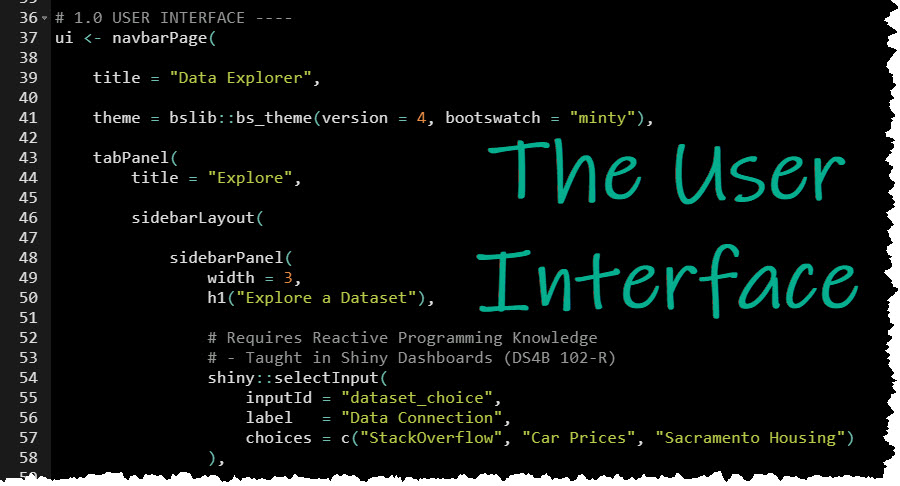 36 # 1.0 USER INTERFACE ----
37 ui <- navbarPage(
38
39     title = "Data Explorer",
40
41     theme = bslib::bs_theme(version = 4, bootswatch = "minty"),
42
43     tabPanel(
44         title = "Explore",
45
46         sidebarLayout(
47
48             sidebarPanel(
49                 width = 3,
50                 h1("Explore a Dataset"),
51
52                 # Requires Reactive Programming Knowledge
53                 # - Taught in Shiny Dashboards (DS4B 102-R)
54                 shiny::selectInput(
55                     inputId = "dataset_choice",
56                     label   = "Data Connection",
57                     choices = c("StackOverflow", "Car Prices", "Sacramento Housing")
58                 ),
The User
Interface